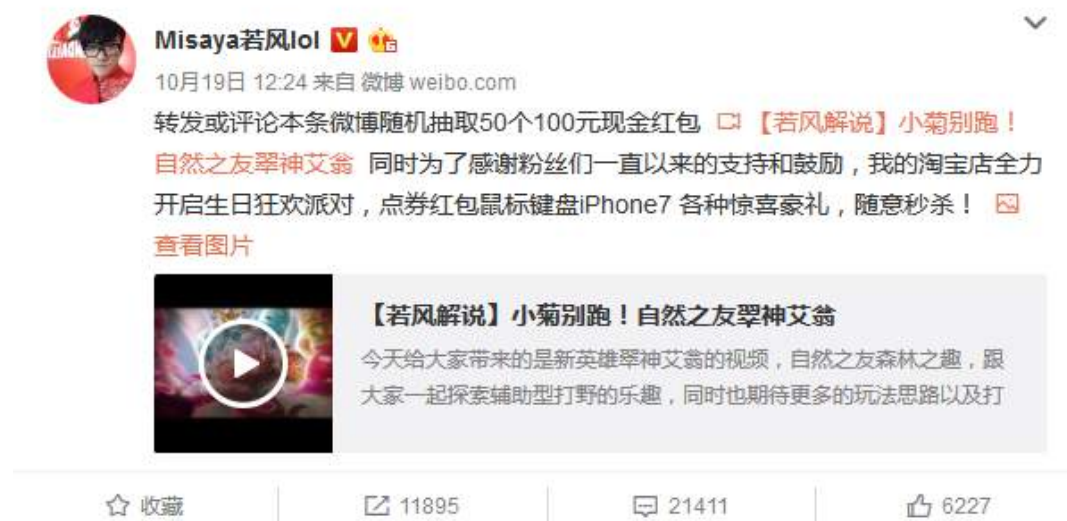 Misaya若风lol V
10月19日 12:24 来自 微博 weibo.com
转发或评论本条微博随机抽取50个100元现金红包 【若风解说】小菊别跑！
自然之友翠神艾翁 同时为了感谢粉丝们一直以来的支持和鼓励，我的淘宝店全力
开启生日狂欢派对，点券红包鼠标键盘iPhone7 各种惊喜豪礼，随意秒杀！
查看图片
【若风解说】小菊别跑！自然之友翠神艾翁
今天给大家带来的是新英雄翠神艾翁的视频，自然之友森林之趣，跟
大家一起探索辅助型打野的乐趣，同时也期待更多的玩法思路以及打
收藏 11895 21411 6227